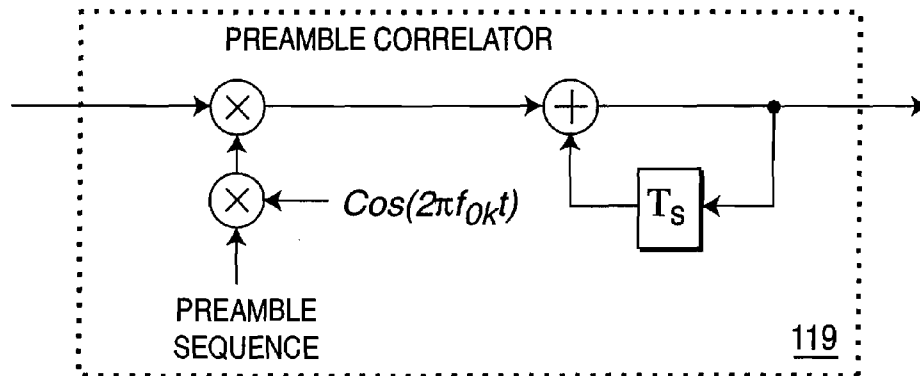 PREAMBLE CORRELATOR
×
+
×
Cos(2πf0kt)
TS
PREAMBLE
SEQUENCE
119